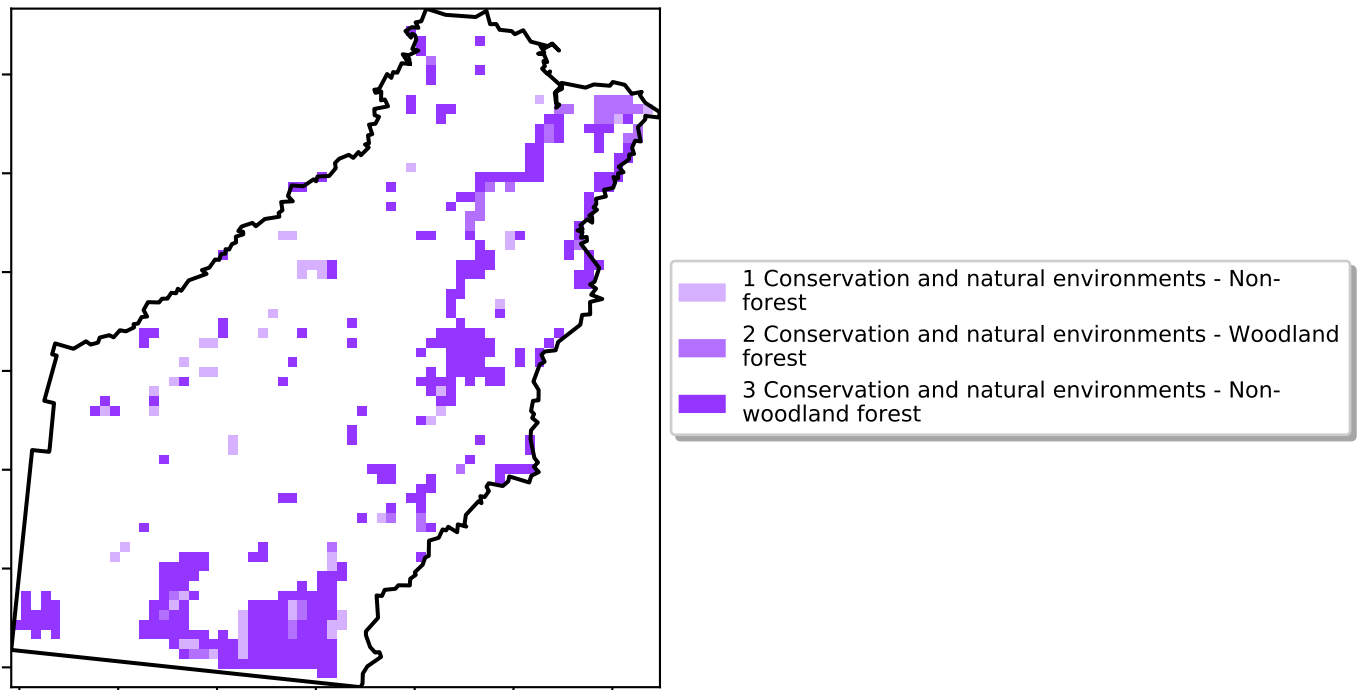 1 Conservation and natural environments - Non-
forest
2 Conservation and natural environments - Woodland
forest
3 Conservation and natural environments - Non-
woodland forest